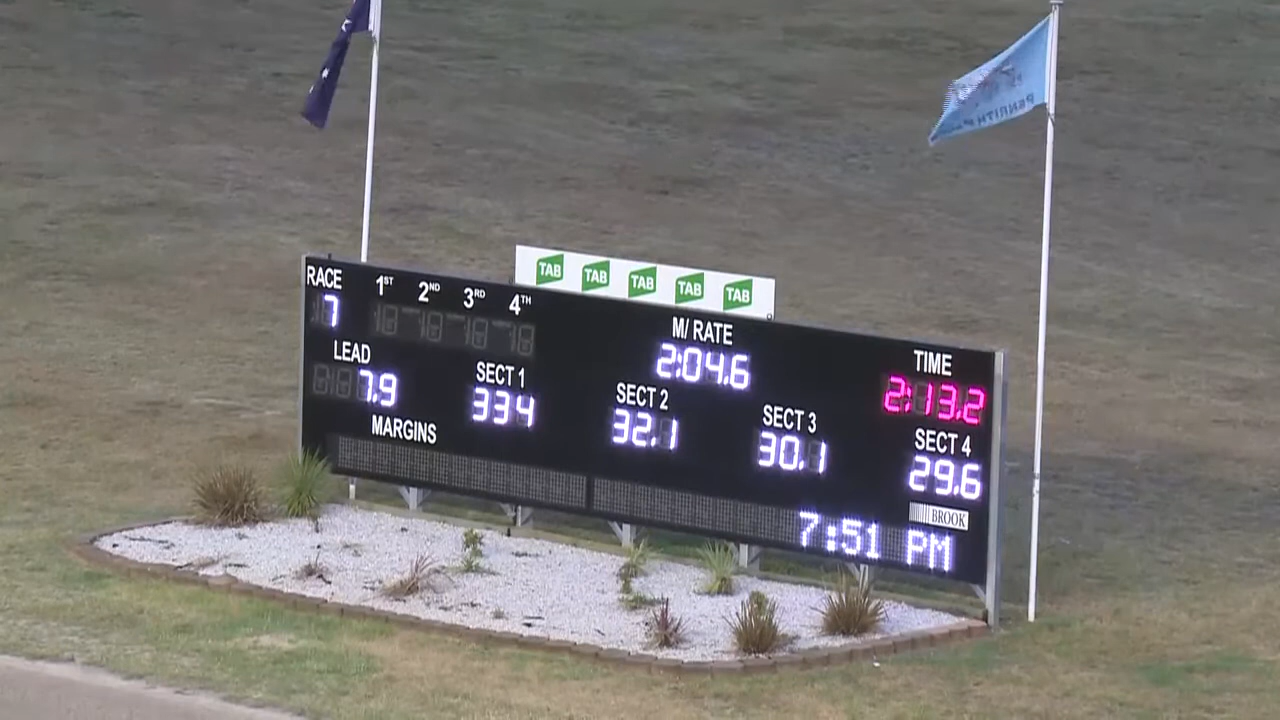 PENRITH
TAB TAB TAB TAB TAB
RACE 1ST 2ND 3RD 4TH
7
M/ RATE
2:04.6
TIME
2:13.2
LEAD
7.9
SECT 1
33 4
SECT 2
32.1
SECT 3
30.1
SECT 4
29.6
MARGINS
BROOK
7:51 PM